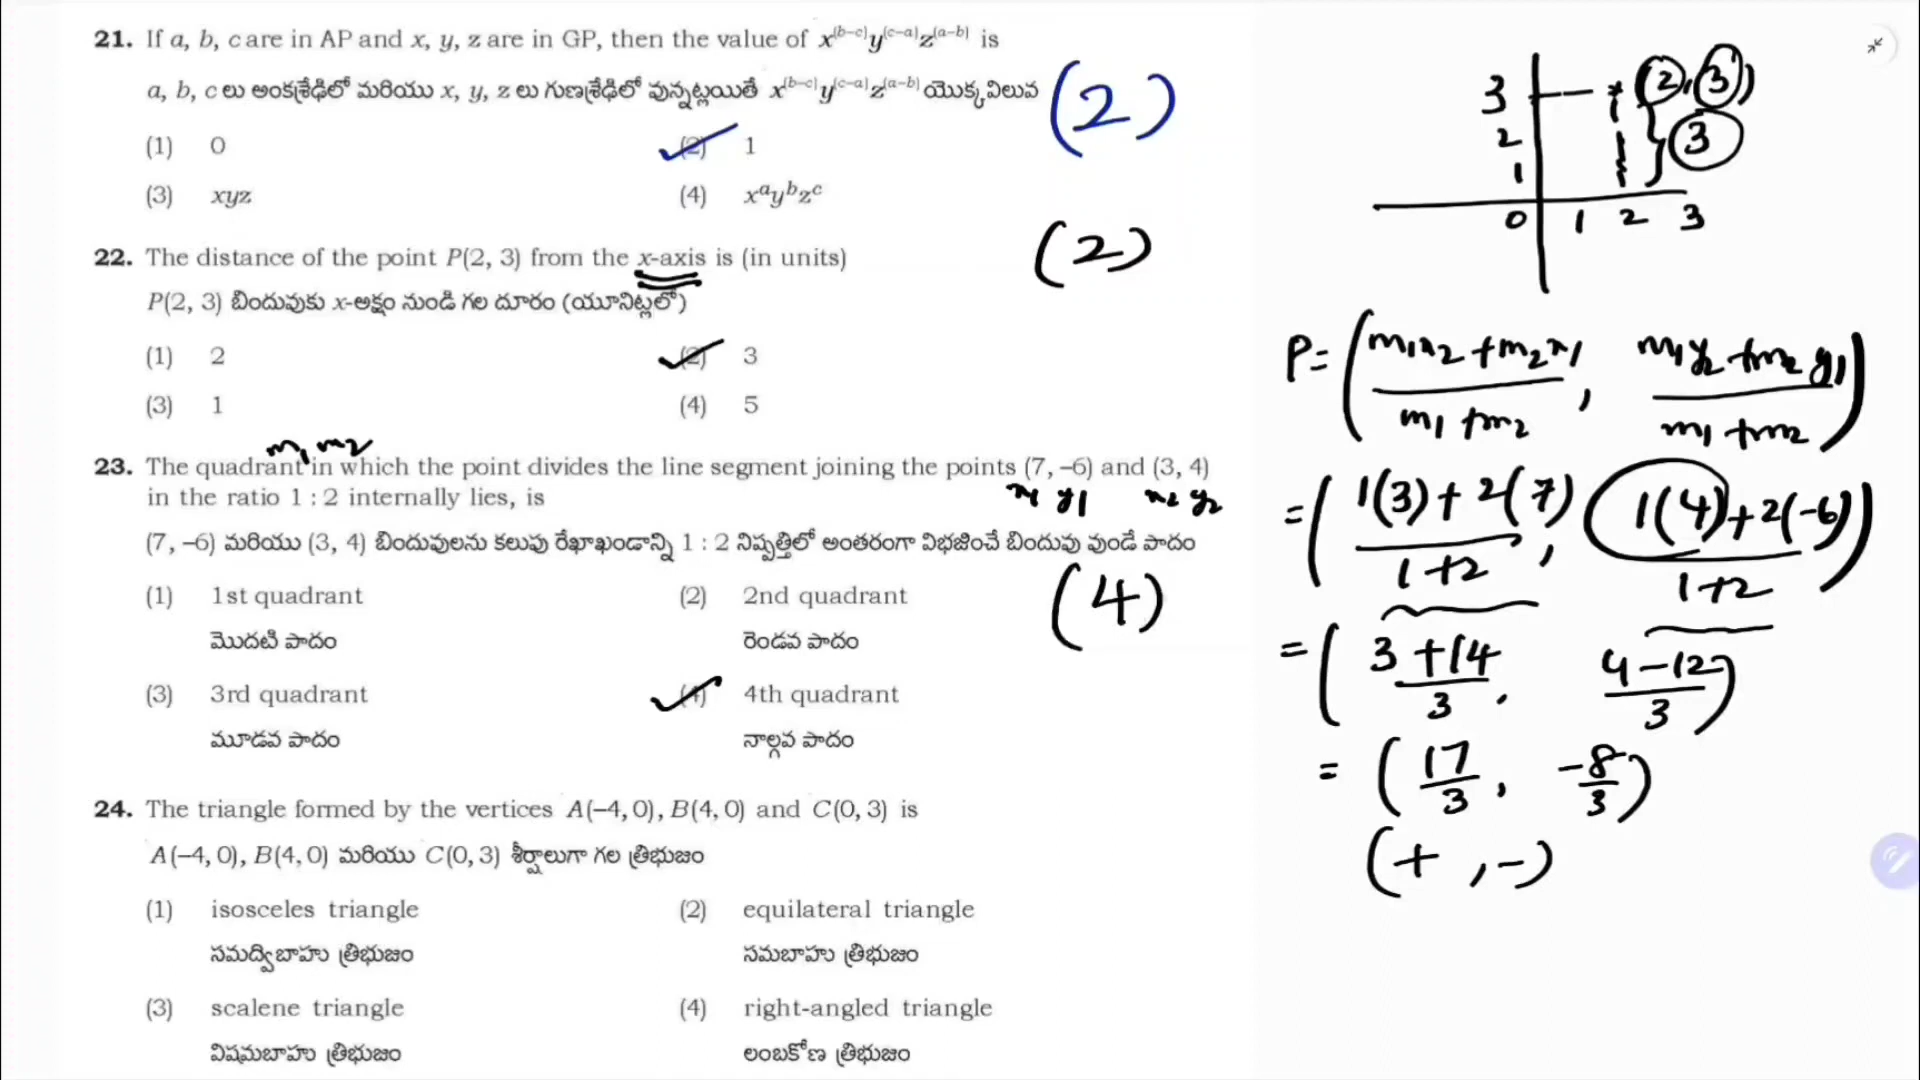 21. If a, b, c are in AP and x, y, z are in GP, then the value of x^(b−c) y^(c−a) z^(a−b) is
a, b, c లు అంకశ్రేఢిలో మరియు x, y, z లు గుణశ్రేఢిలో వున్నట్లయితే x^(b−c) y^(c−a) z^(a−b) యొక్క విలువ
(2)
(1) 0 (2) 1
(3) xyz (4) x^a y^b z^c
(2)
22. The distance of the point P(2, 3) from the x-axis is (in units)
P(2, 3) బిందువుకు x-అక్షం నుండి గల దూరం (యూనిట్లలో)
(1) 2 (2) 3
(3) 1 (4) 5
m1 m2
23. The quadrant in which the point divides the line segment joining the points (7, −6) and (3, 4)
in the ratio 1 : 2 internally lies, is
x1 y1 x2 y2
(7, −6) మరియు (3, 4) బిందువులను కలుపు రేఖాఖండాన్ని 1 : 2 నిష్పత్తిలో అంతరంగా విభజించే బిందువు వుండే పాదం
(4)
(1) 1st quadrant (2) 2nd quadrant
మొదటి పాదం రెండవ పాదం
(3) 3rd quadrant (4) 4th quadrant
మూడవ పాదం నాల్గవ పాదం
24. The triangle formed by the vertices A(−4, 0), B(4, 0) and C(0, 3) is
A(−4, 0), B(4, 0) మరియు C(0, 3) శీర్షాలుగా గల త్రిభుజం
(1) isosceles triangle (2) equilateral triangle
సమద్విబాహు త్రిభుజం సమబాహు త్రిభుజం
(3) scalene triangle (4) right-angled triangle
విషమబాహు త్రిభుజం లంబకోణ త్రిభుజం
3 (2, 3)
2 3
1
0 1 2 3
P = (m1x2 + m2x1 / m1 + m2, m1y2 + m2y1 / m1 + m2)
= (1(3) + 2(7) / 1+2, 1(4) + 2(-6) / 1+2)
= (3+14 / 3, 4-12 / 3)
= (17/3, -8/3)
(+, -)